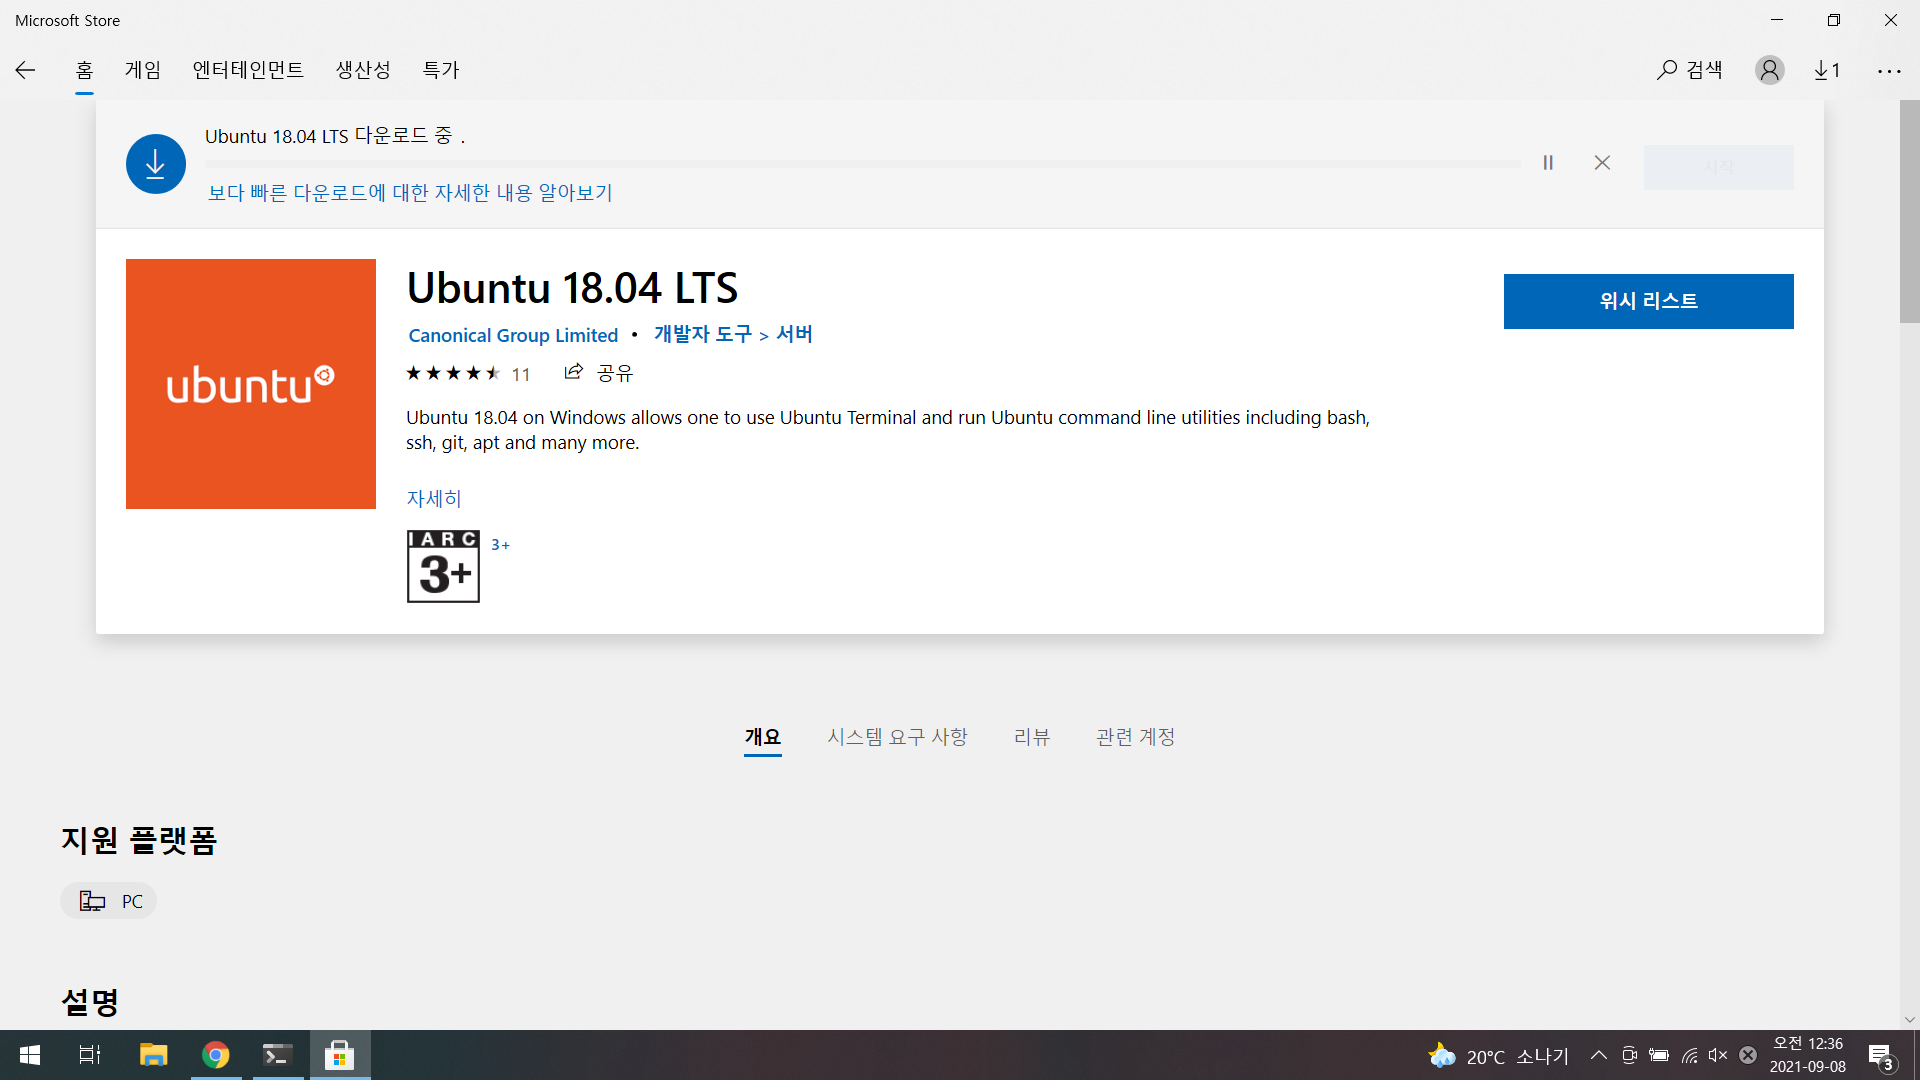 Microsoft Store
홈 게임 엔터테인먼트 생산성 특가
검색 1
Ubuntu 18.04 LTS 다운로드 중 .
시작
보다 빠른 다운로드에 대한 자세한 내용 알아보기
ubuntu
Ubuntu 18.04 LTS
위시 리스트
Canonical Group Limited • 개발자 도구 > 서버
11 공유
Ubuntu 18.04 on Windows allows one to use Ubuntu Terminal and run Ubuntu command line utilities including bash,
ssh, git, apt and many more.
자세히
IARC
3+
3+
개요 시스템 요구 사항 리뷰 관련 계정
지원 플랫폼
PC
설명
20°C 소나기
오전 12:36
2021-09-08
3